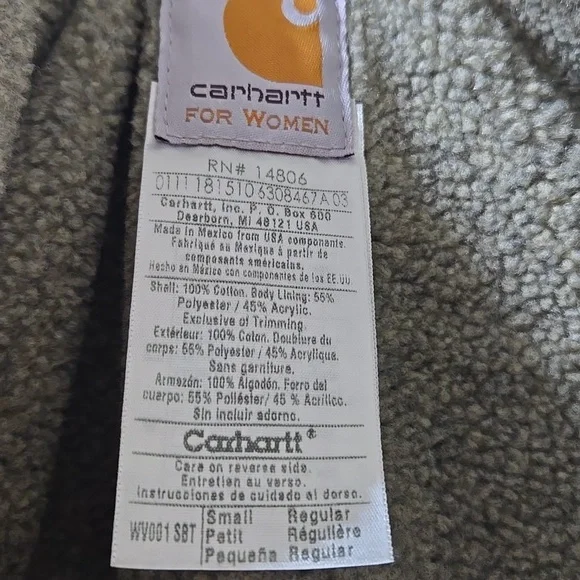 carhartt
FOR WOMEN
RN# 14806
0111 181510 6308467A 03
Carhartt, Inc. P. O. Box 600
Dearborn, MI 48121 USA
Made in Mexico from USA components.
Fabriqué au Mexique à partir de
composants américains.
Hecho en México con componentes de los EE.UU.
Shell: 100% Cotton. Body Lining: 55%
Polyester / 45% Acrylic.
Exclusive of Trimming.
Extérieur: 100% Coton. Doublure du
corps: 55% Polyester / 45% Acrylique.
Sans garniture.
Armazón: 100% Algodón. Forro del
cuerpo: 55% Poliéster / 45 % Acrílico.
Sin incluir adorno.
Carhartt®
Care on reverse side.
Entretien au verso.
Instrucciones de cuidado al dorso.
WV001 SBT
Small Regular
Petit Régulière
Pequeña Regular